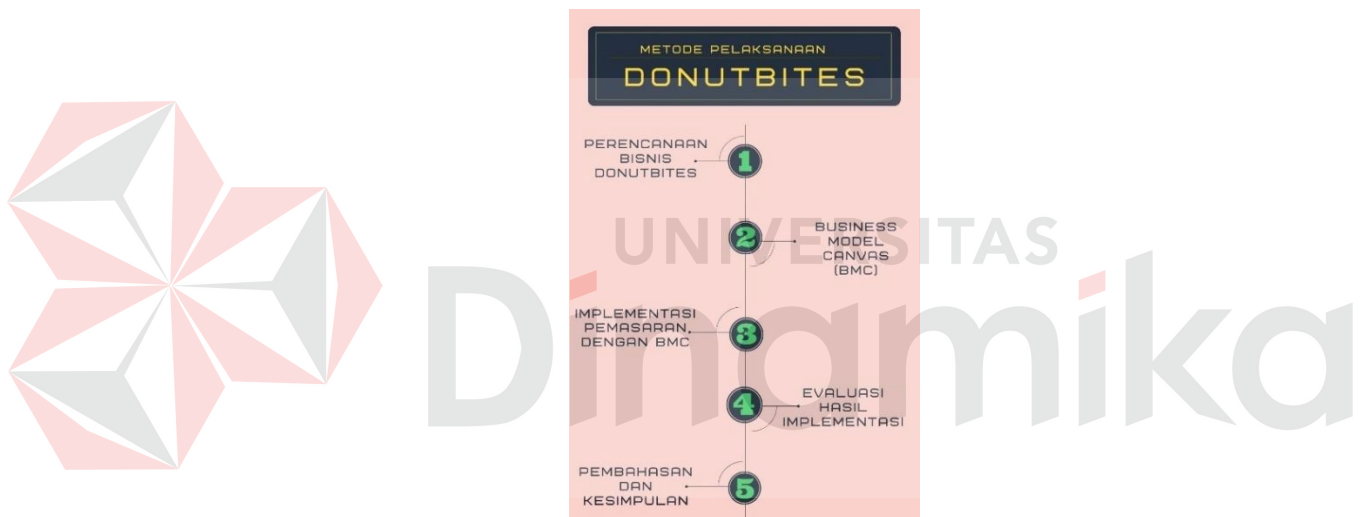 METODE PELAKSANAAN
DONUTBITES
PERENCANAAN
BISNIS
DONUTBITES
1
2
BUSINESS
MODEL
CANVAS
(BMC)
UNIVERSITAS
Dinamika
IMPLEMENTASI
PEMASARAN
DENGAN BMC
3
4
EVALUASI
HASIL
IMPLEMENTASI
PEMBAHASAN
DAN
KESIMPULAN
5